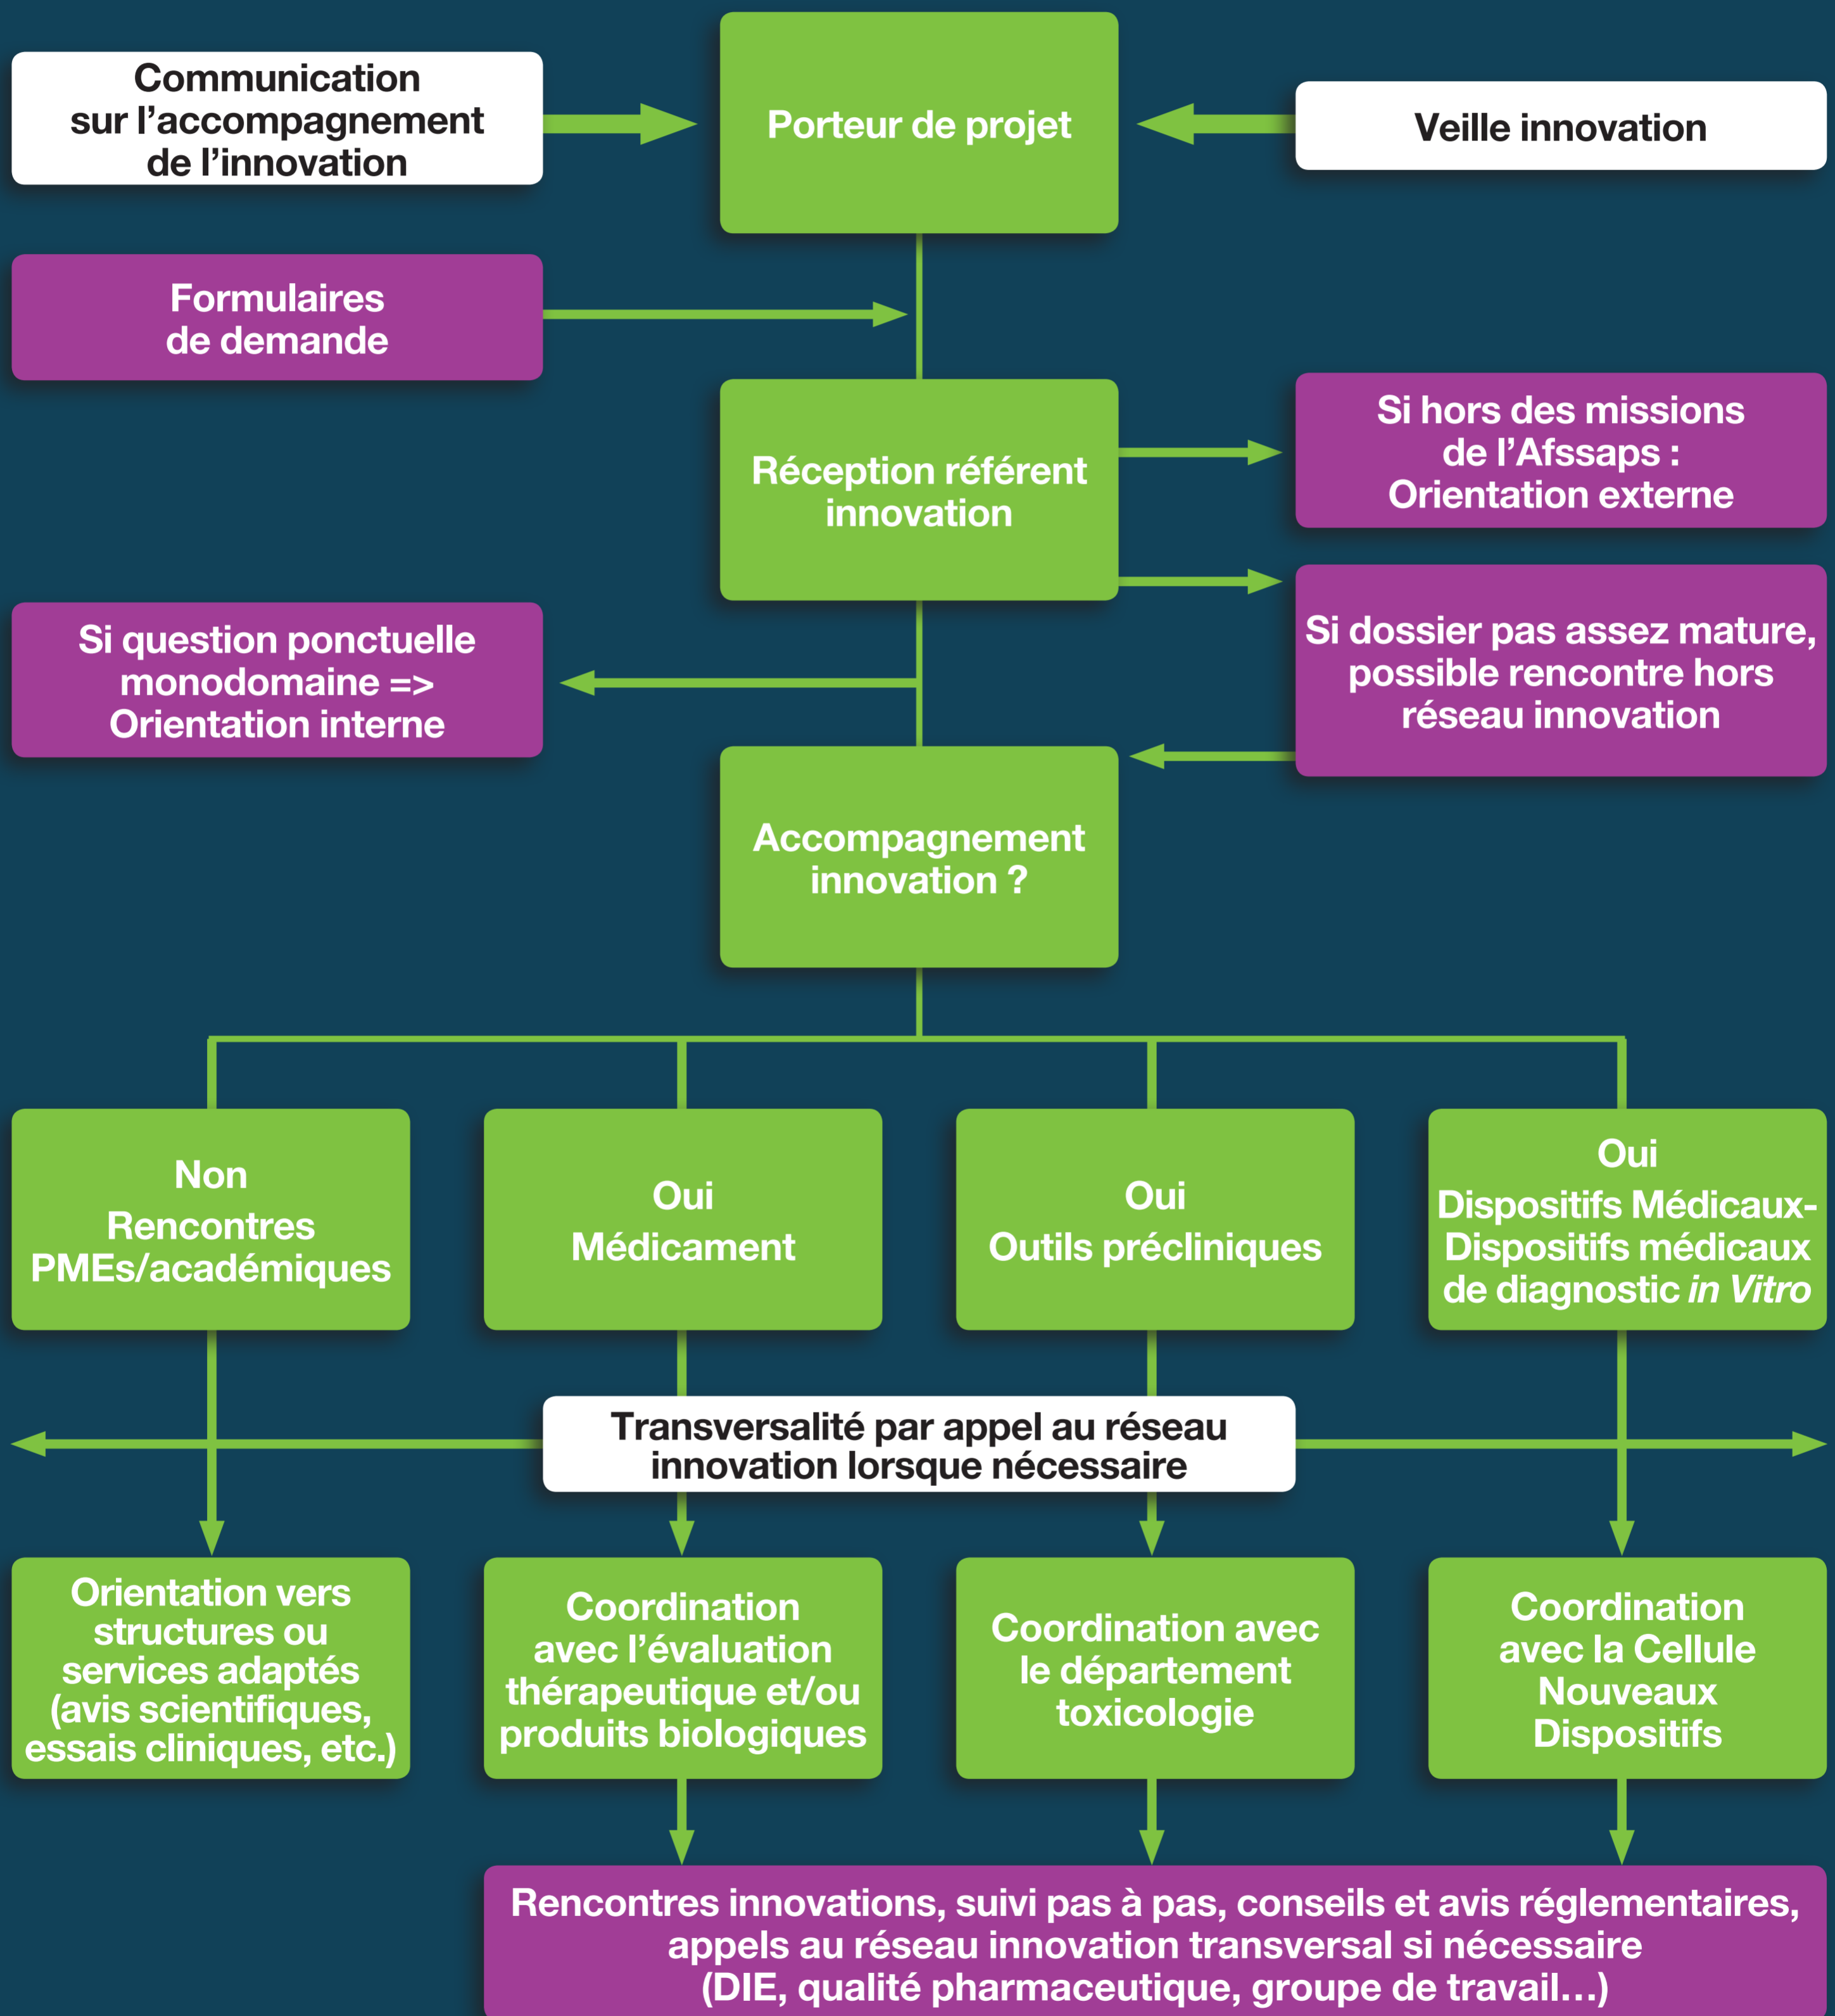 Communication
sur l’accompagnement
de l’innovation
Porteur de projet
Veille innovation
Formulaires
de demande
Réception référent
innovation
Si hors des missions
de l’Afssaps :
Orientation externe
Si question ponctuelle
monodomaine =>
Orientation interne
Si dossier pas assez mature,
possible rencontre hors
réseau innovation
Accompagnement
innovation ?
Non
Rencontres
PMEs/académiques
Oui
Médicament
Oui
Outils précliniques
Oui
Dispositifs Médicaux-
Dispositifs médicaux
de diagnostic in Vitro
Transversalité par appel au réseau
innovation lorsque nécessaire
Orientation vers
structures ou
services adaptés
(avis scientifiques,
essais cliniques, etc.)
Coordination
avec l’évaluation
thérapeutique et/ou
produits biologiques
Coordination avec
le département
toxicologie
Coordination
avec la Cellule
Nouveaux
Dispositifs
Rencontres innovations, suivi pas à pas, conseils et avis réglementaires,
appels au réseau innovation transversal si nécessaire
(DIE, qualité pharmaceutique, groupe de travail…)